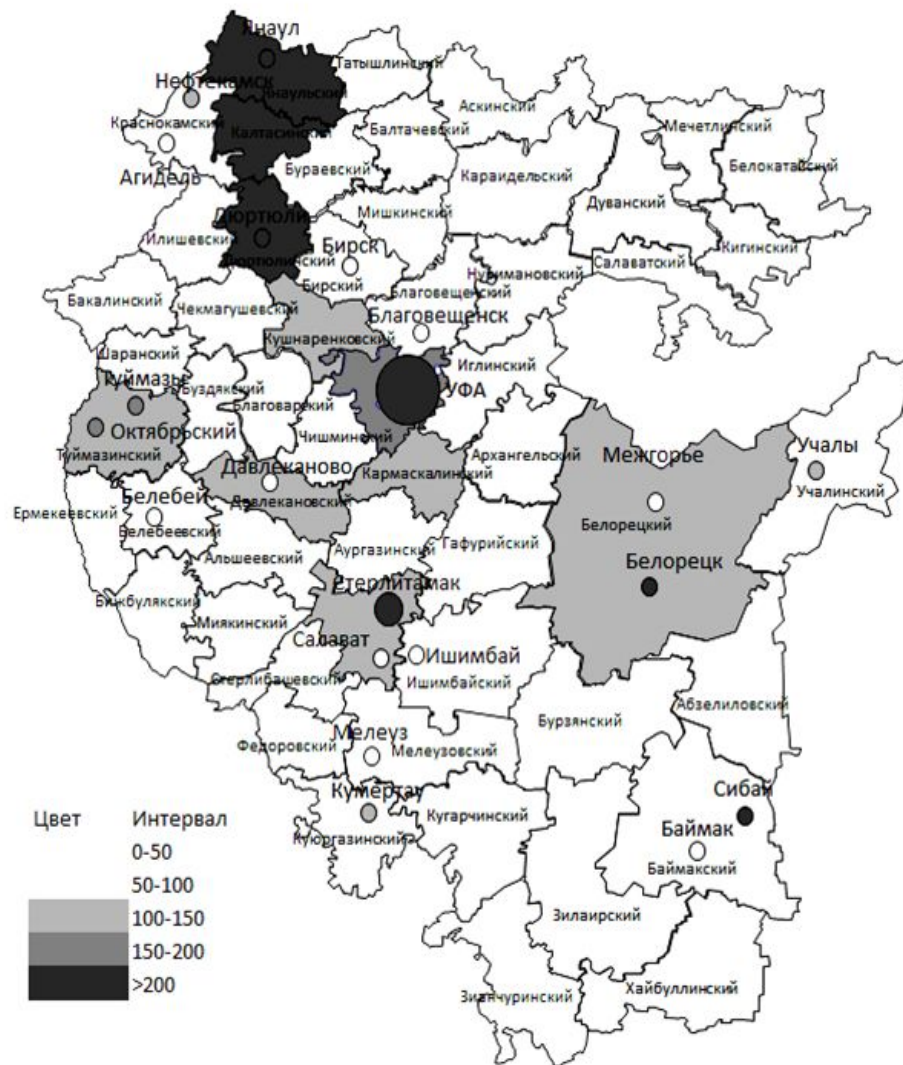 Янаул
Татышлинский
Нефтекамск
Янаульский
Аскинский
Краснокамский
Калтасинский
Балтачевский
Мечетлинский
Белокатайский
Бураевский
Караидельский
Агидель
Дуванский
Дюртюли
Мишкинский
Илишевский
Бирск
Кигинский
Дюртюлинский
Салаватский
Нуримановский
Бирский
Благовещенский
Бакалинский
Чекмагушевский
Благовещенск
Кушнаренковский
Шаранский
Иглинский
Туймазы
Буздякский
УФА
Благоварский
Октябрьский
Чишминский
Туймазинский
Архангельский
Межгорье
Учалы
Давлеканово
Кармаскалинский
Учалинский
Белебей
Давлекановский
Ермекеевский
Белорецкий
Белебеевский
Аургазинский
Гафурийский
Альшеевский
Белорецк
Стерлитамак
Бижбулякский
Миякинский
Салават
Ишимбай
Стерлибашевский
Ишимбайский
Абзелиловский
Бурзянский
Мелеуз
Федоровский
Мелеузовский
Кумертау
Сибай
Кугарчинский
Баймак
Куюргазинский
Баймакский
Зилаирский
Зианчуринский
Хайбуллинский
Цвет Интервал
0-50
50-100
100-150
150-200
>200